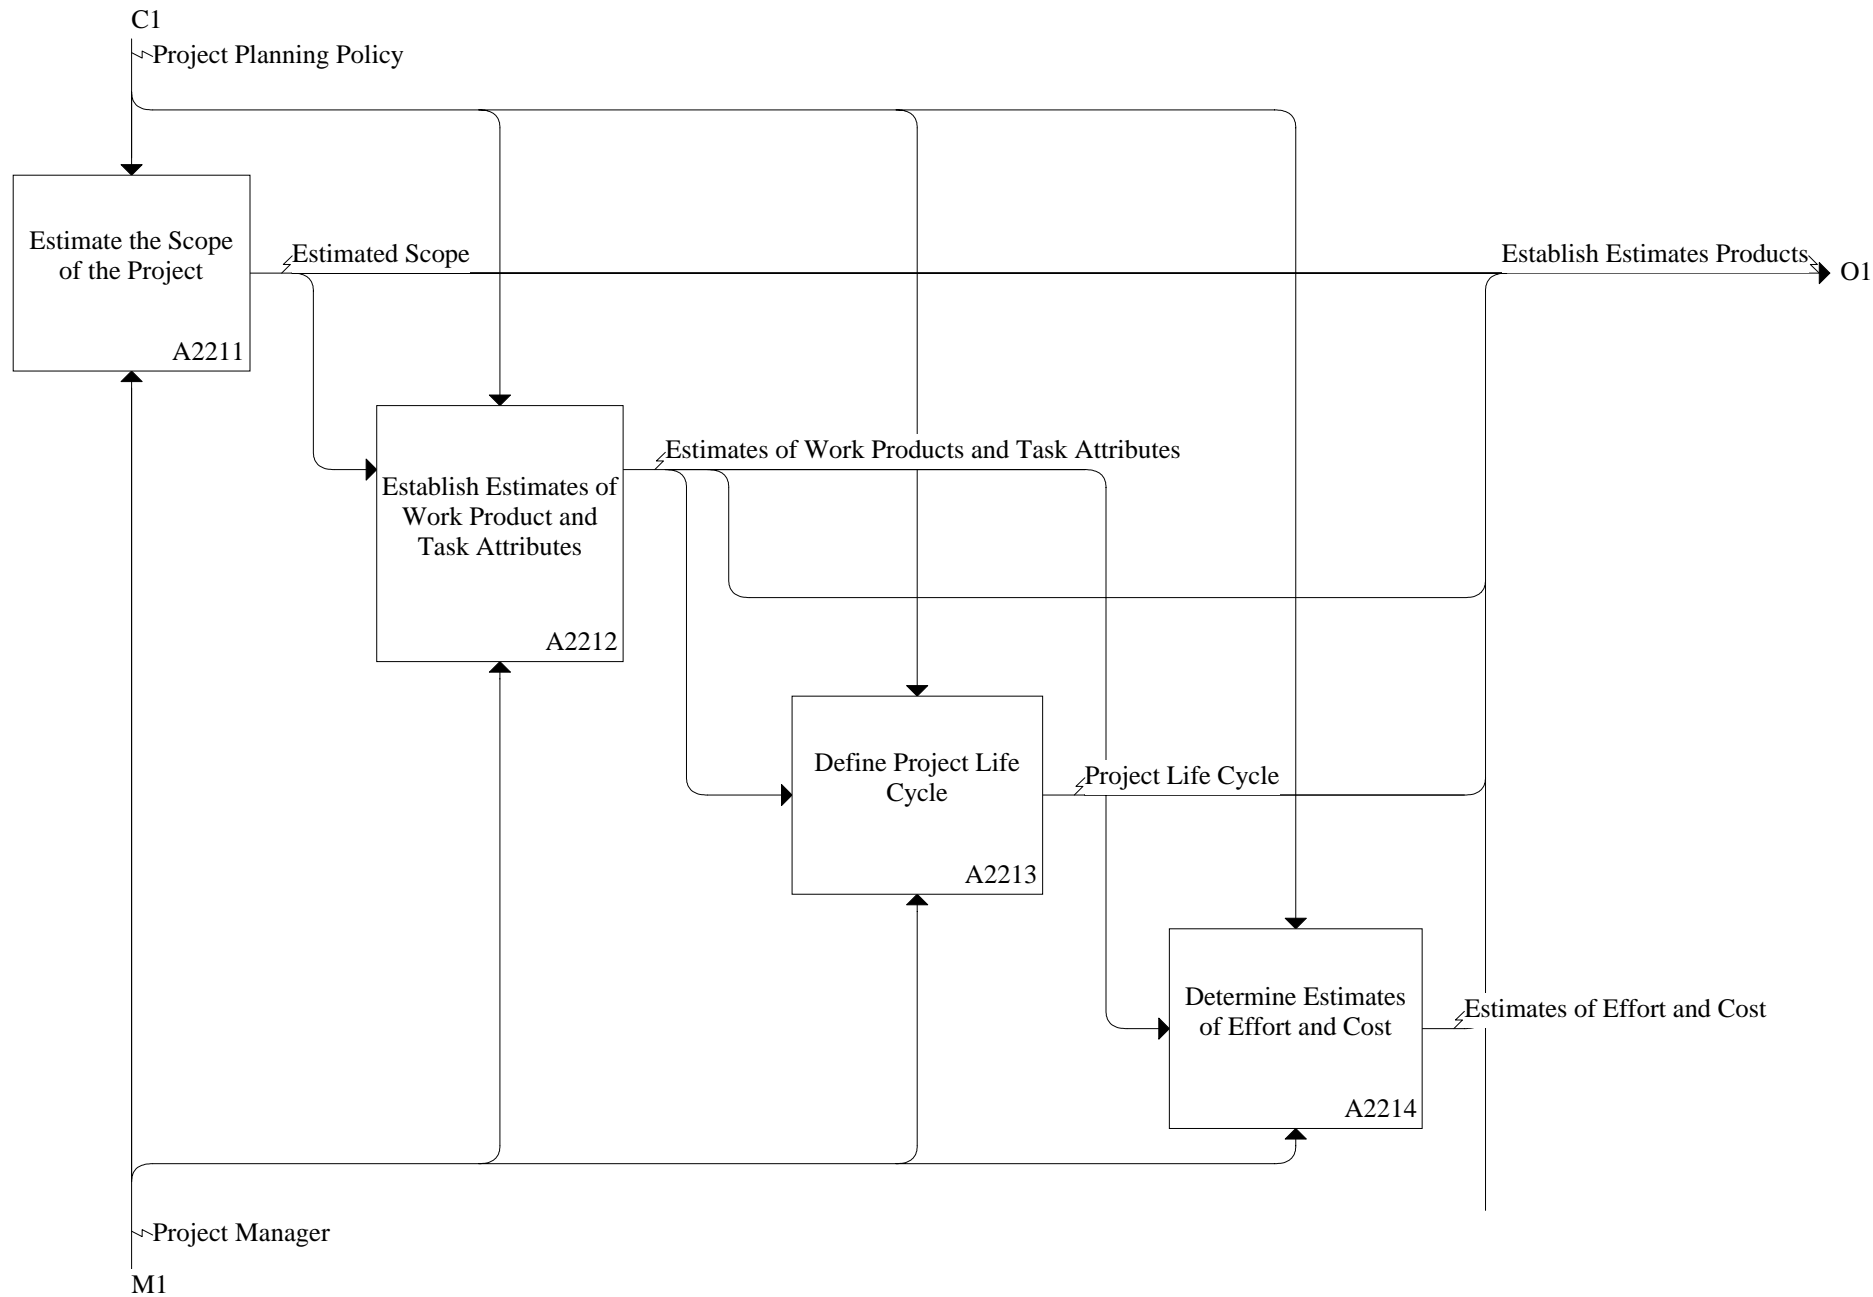 C1
Project Planning Policy
Estimate the Scope
of the Project
A2211
Estimated Scope
Establish Estimates Products
O1
Establish Estimates of
Work Product and
Task Attributes
A2212
Estimates of Work Products and Task Attributes
Define Project Life
Cycle
A2213
Project Life Cycle
Determine Estimates
of Effort and Cost
A2214
Estimates of Effort and Cost
Project Manager
M1